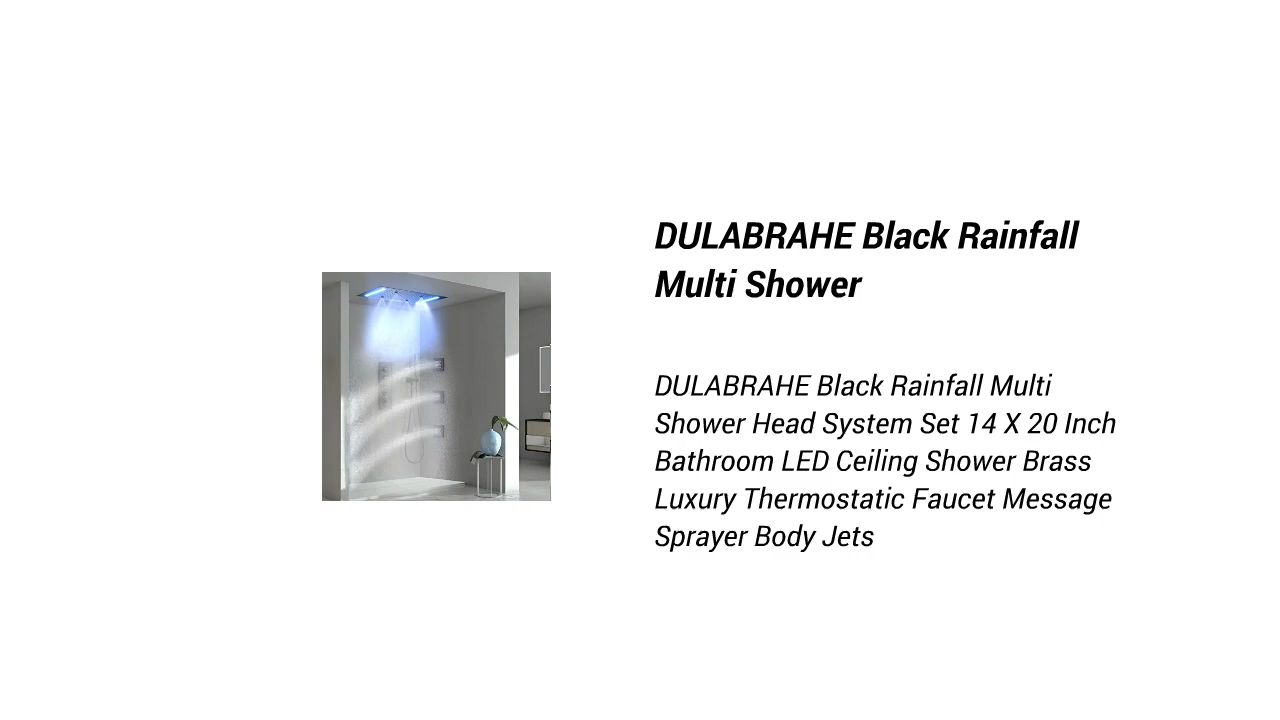 DULABRAHE Black Rainfall
Multi Shower
DULABRAHE Black Rainfall Multi
Shower Head System Set 14 X 20 Inch
Bathroom LED Ceiling Shower Brass
Luxury Thermostatic Faucet Message
Sprayer Body Jets